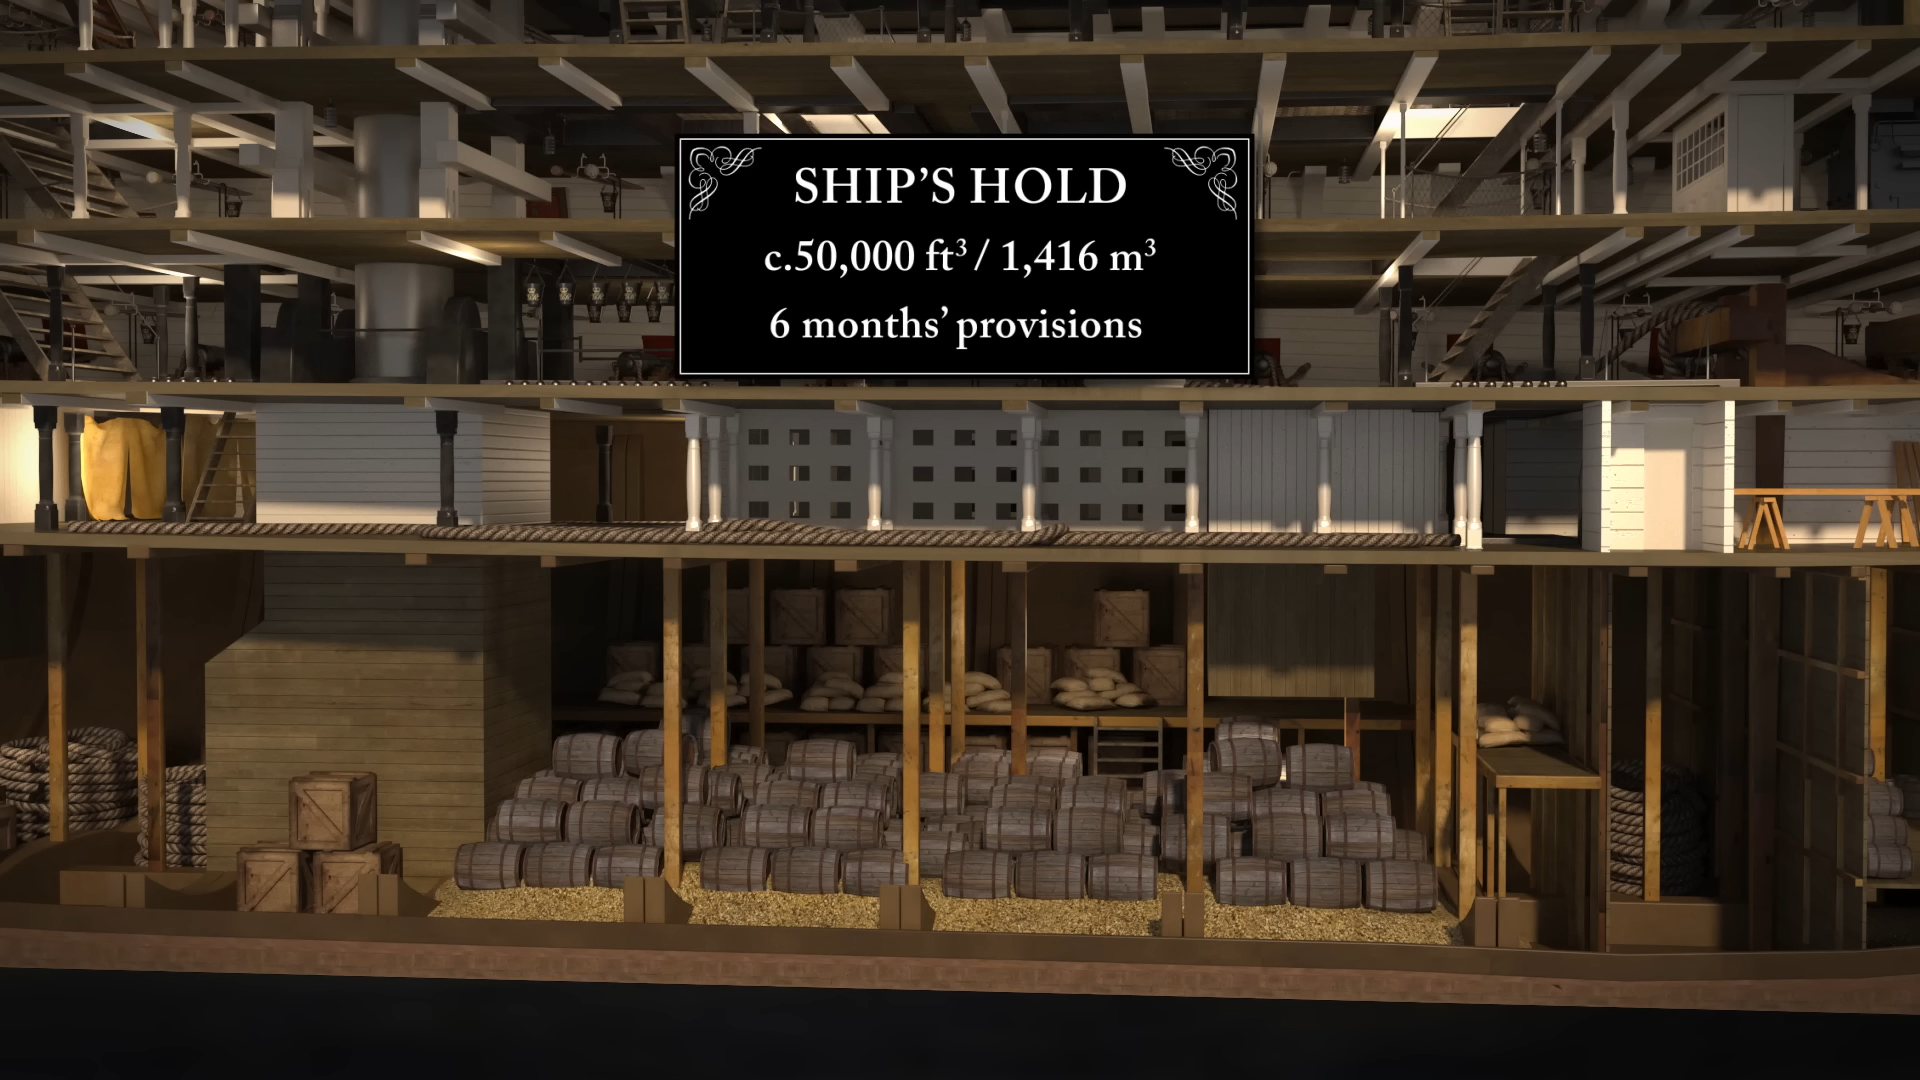 SHIP’S HOLD
c.50,000 ft³ / 1,416 m³
6 months’ provisions